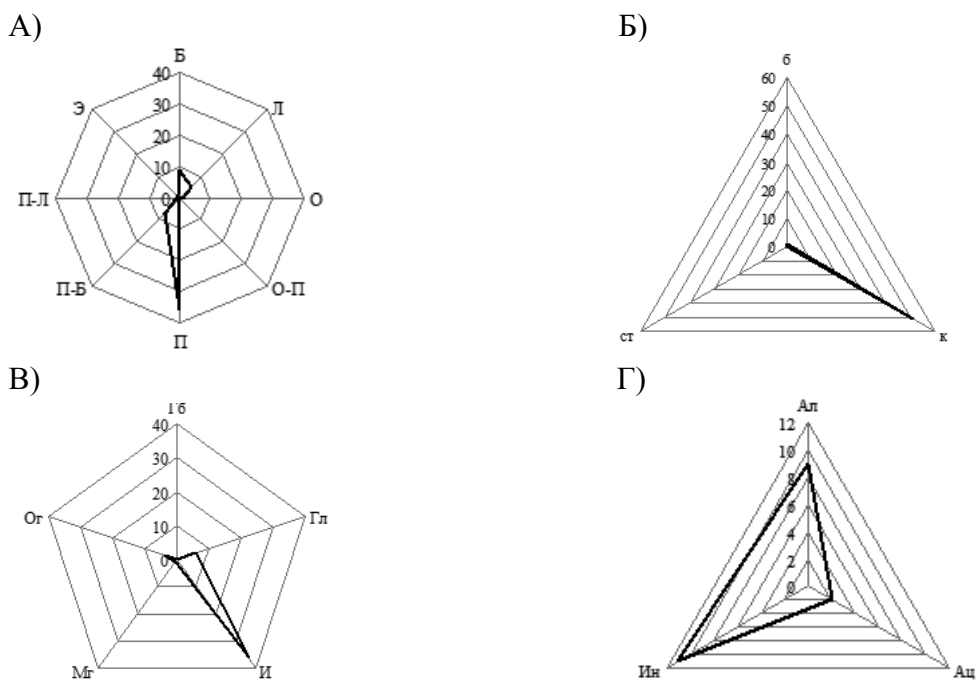 А)
Б
40
30
20
10
0
Э
Л
П-Л
О
П-Б
О-П
П
Б)
б
60
50
40
30
20
10
0
ст
к
В)
Гб
40
30
20
10
0
Ог
Гл
Мг
И
Г)
Ал
12
10
8
6
4
2
0
Ин
Ац